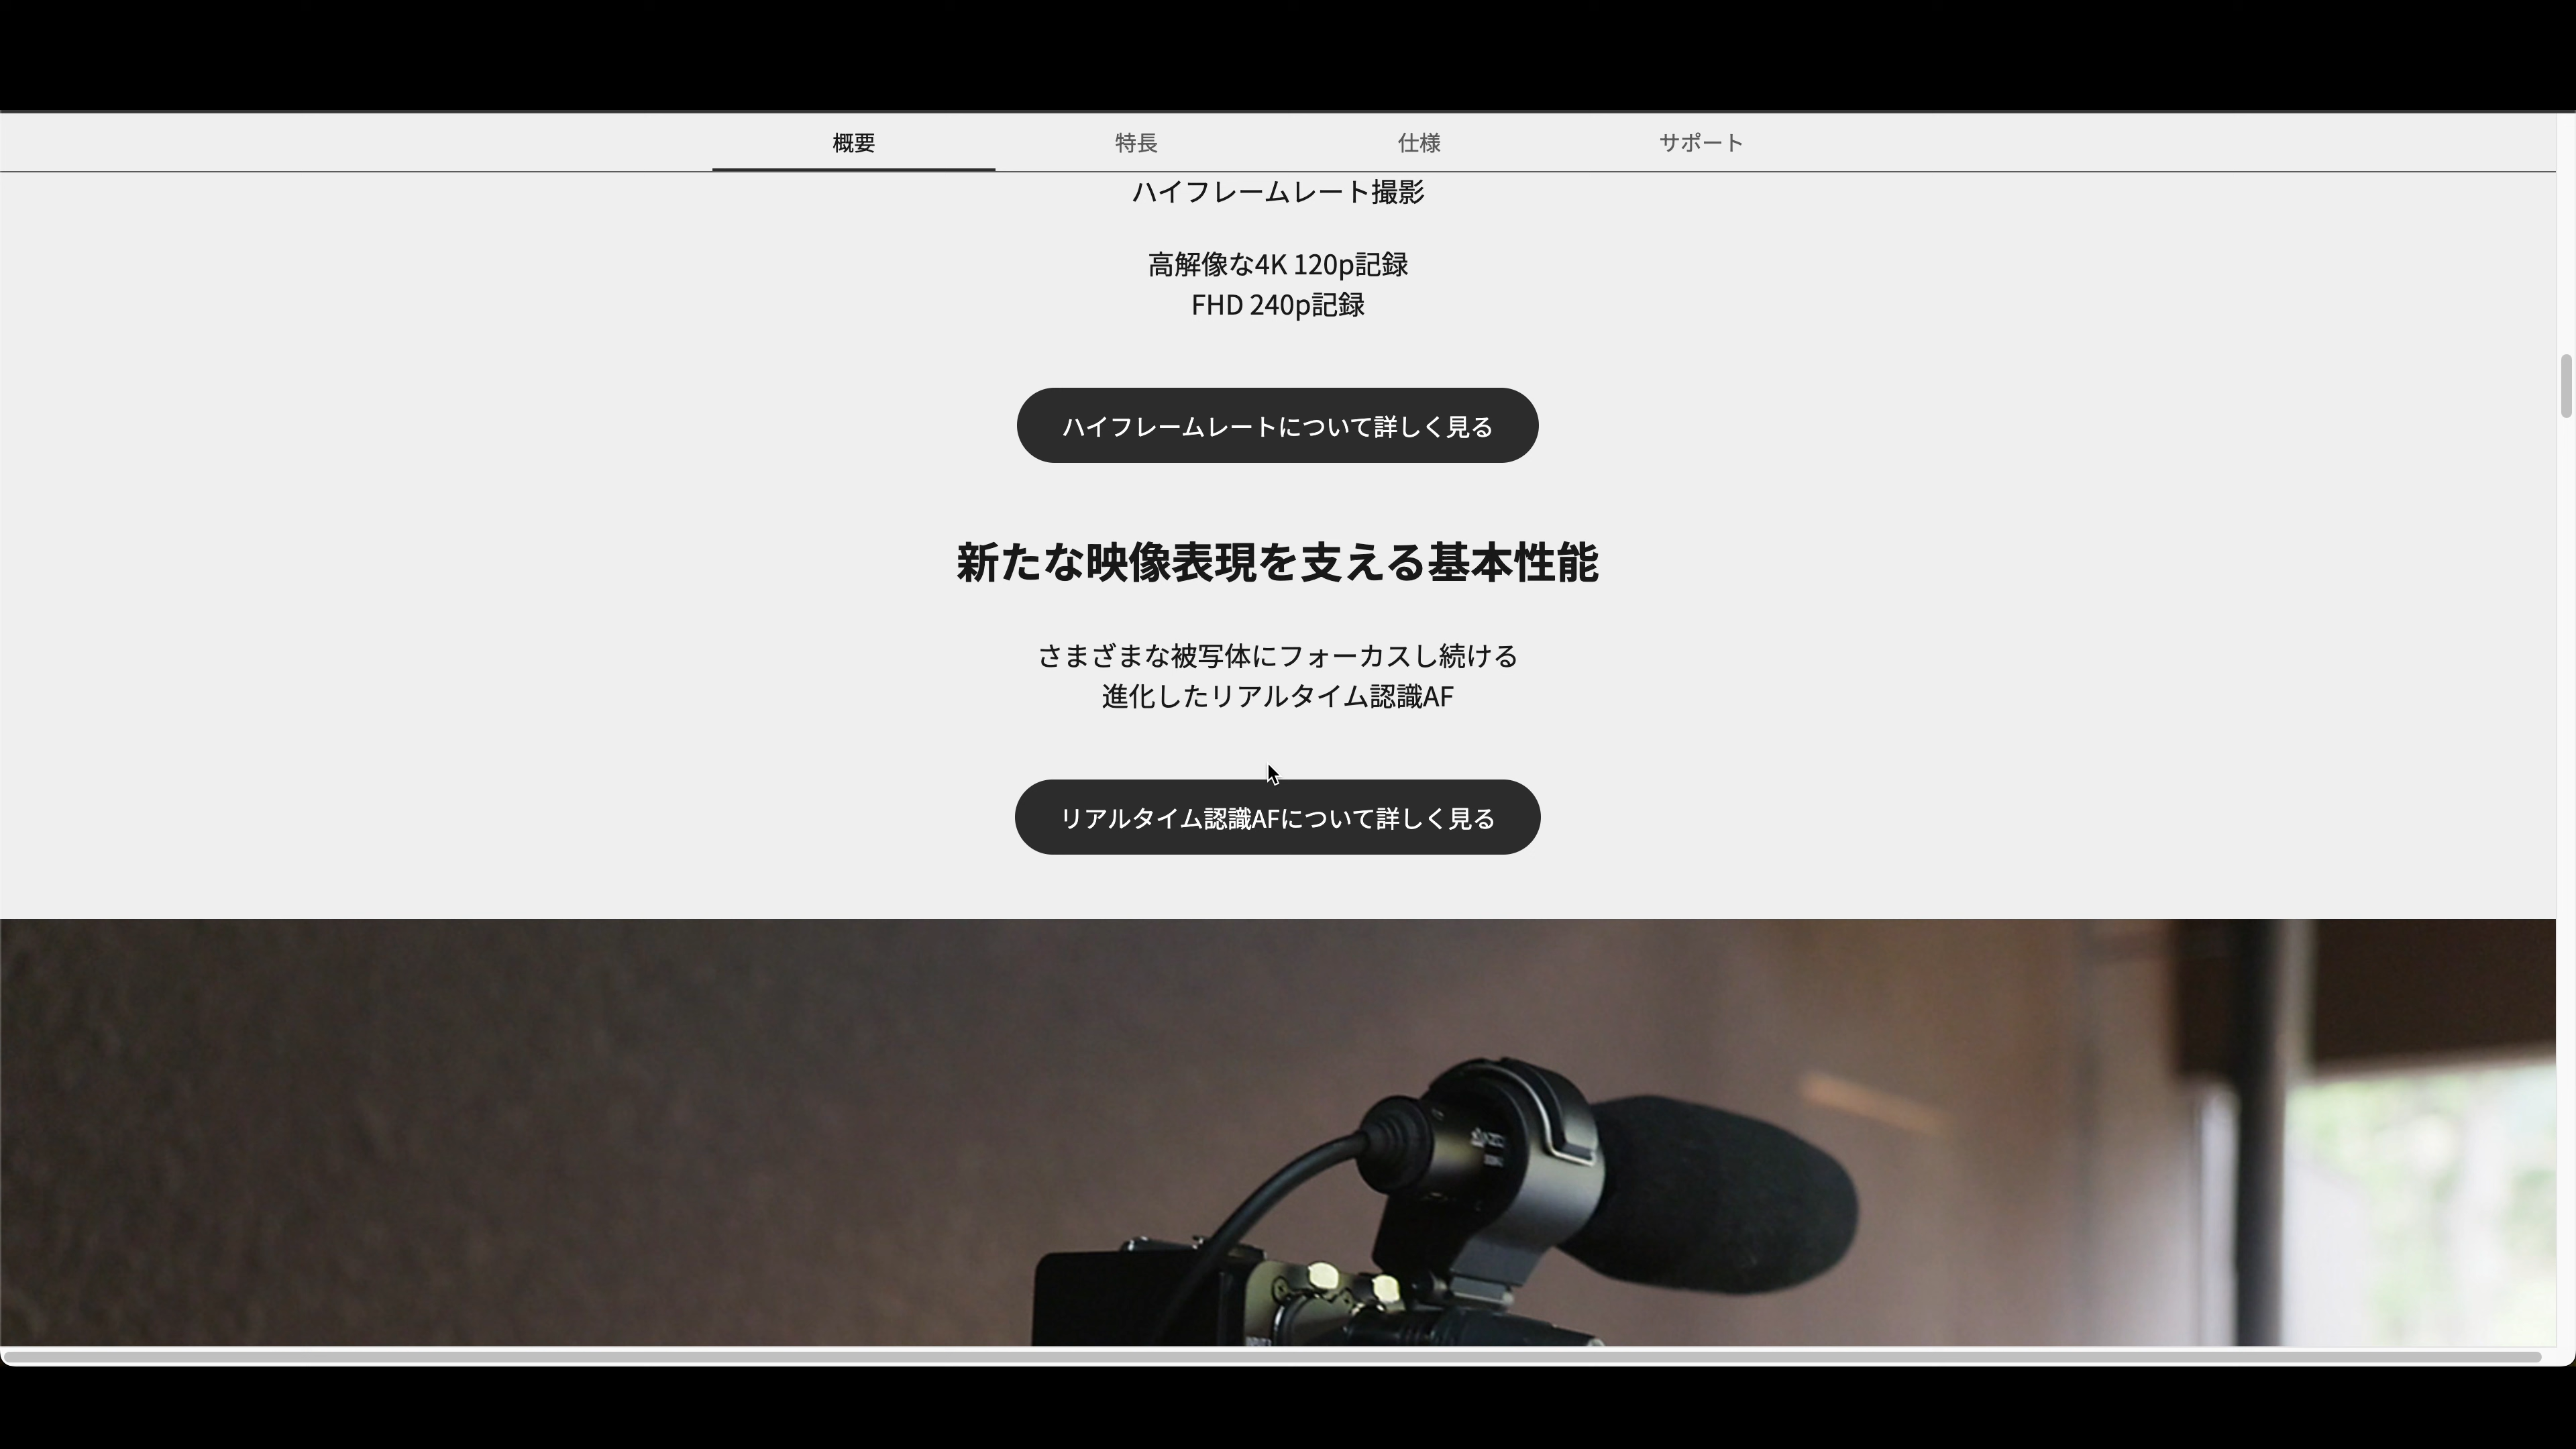 概要
特長
仕様
サポート
ハイフレームレート撮影
高解像な4K 120p記録
FHD 240p記録
ハイフレームレートについて詳しく見る
新たな映像表現を支える基本性能
さまざまな被写体にフォーカスし続ける
進化したリアルタイム認識AF
リアルタイム認識AFについて詳しく見る